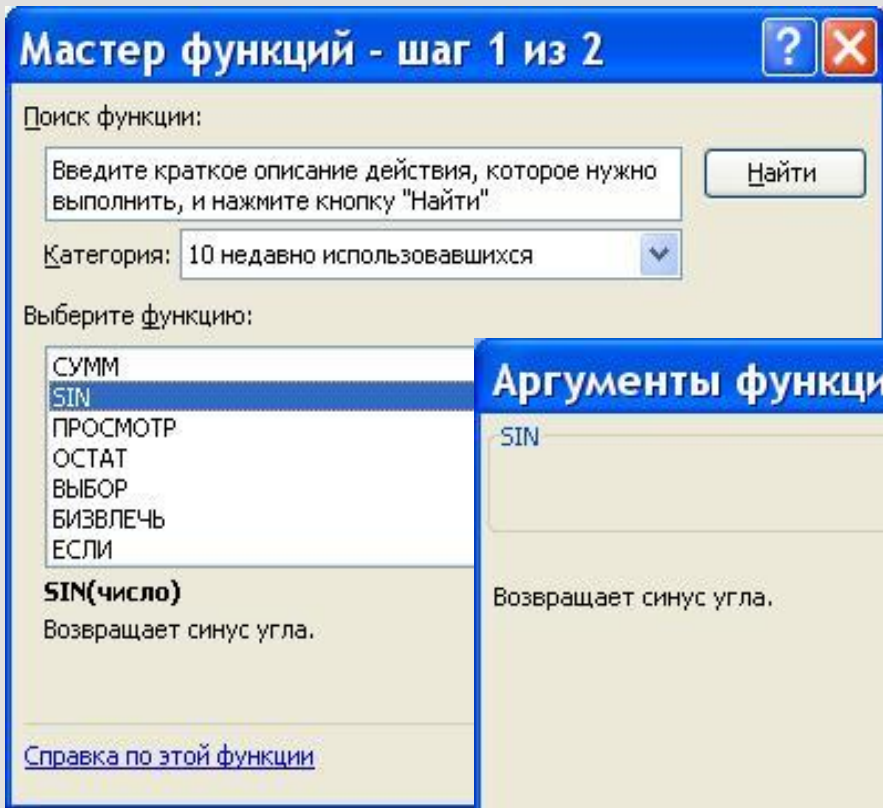 Мастер функций - шаг 1 из 2
Поиск функции:
Введите краткое описание действия, которое нужно
выполнить, и нажмите кнопку "Найти"
Найти
Категория: 10 недавно использовавшихся
Выберите функцию:
СУММ
SIN
ПРОСМОТР
ОСТАТ
ВЫБОР
БИЗВЛЕЧЬ
ЕСЛИ
SIN(число)
Возвращает синус угла.
Справка по этой функции
Аргументы функци
SIN
Возвращает синус угла.